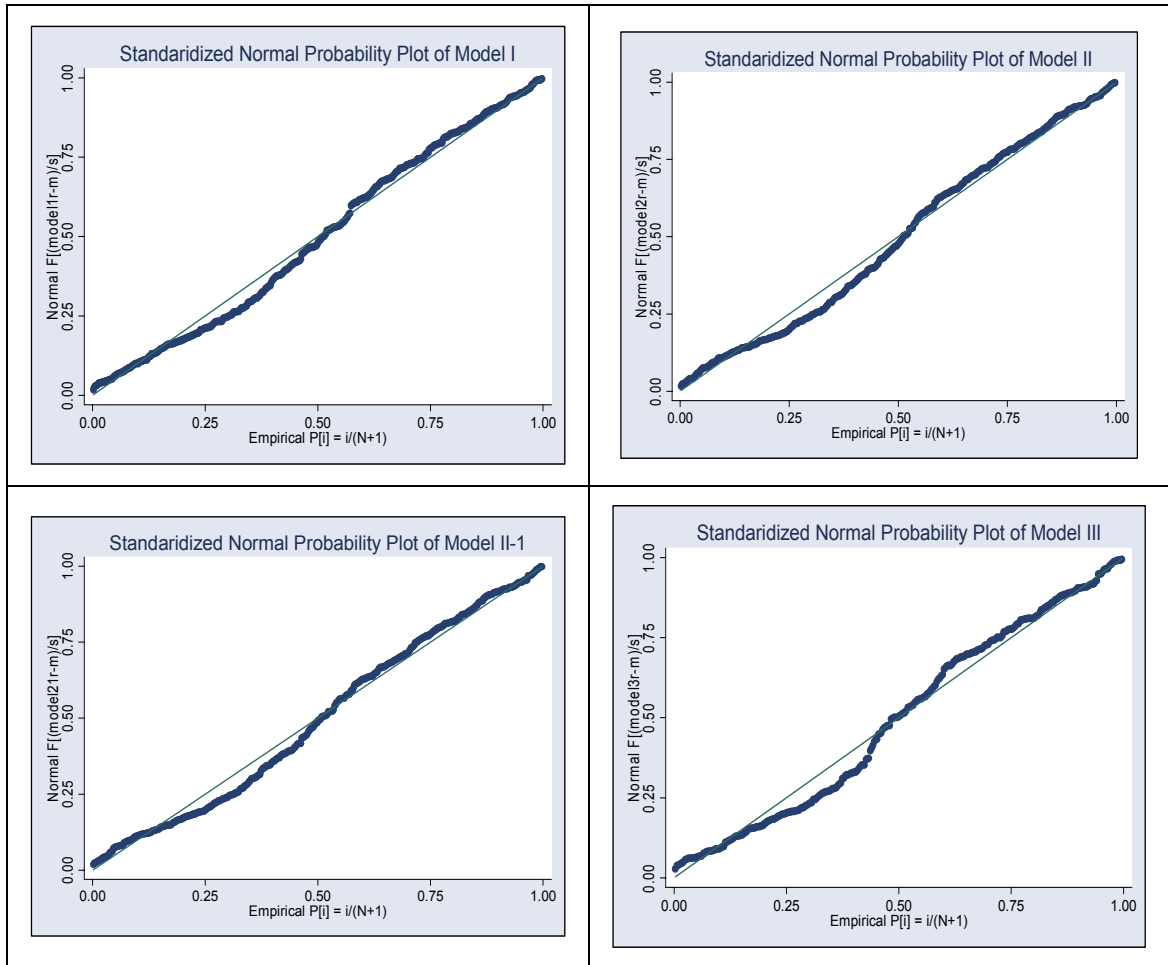 Standaridized Normal Probability Plot of Model I
Normal F[(model1r-m)/s]
1.00
0.75
0.50
0.25
0.00
0.00 0.25 0.50 0.75 1.00
Empirical P[i] = i/(N+1)
Standaridized Normal Probability Plot of Model II
Normal F[(model2r-m)/s]
1.00
0.75
0.50
0.25
0.00
0.00 0.25 0.50 0.75 1.00
Empirical P[i] = i/(N+1)
Standaridized Normal Probability Plot of Model II-1
Normal F[(model21r-m)/s]
1.00
0.75
0.50
0.25
0.00
0.00 0.25 0.50 0.75 1.00
Empirical P[i] = i/(N+1)
Standaridized Normal Probability Plot of Model III
Normal F[(model3r-m)/s]
1.00
0.75
0.50
0.25
0.00
0.00 0.25 0.50 0.75 1.00
Empirical P[i] = i/(N+1)